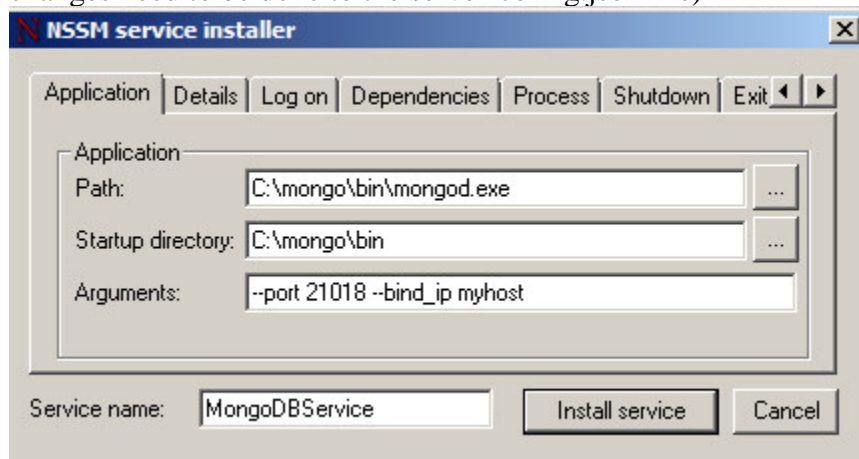 NSSM service installer
Application Details Log on Dependencies Process Shutdown Exit
Application
Path: C:\mongo\bin\mongod.exe ...
Startup directory: C:\mongo\bin ...
Arguments: --port 21018 --bind_ip myhost
Service name: MongoDBService Install service Cancel